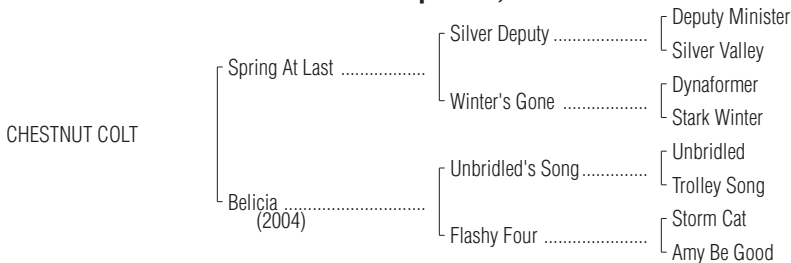 Deputy Minister
Silver Deputy ....................
Silver Valley
Spring At Last ..................
Dynaformer
Winter's Gone ..................
Stark Winter
CHESTNUT COLT
Unbridled
Unbridled's Song..............
Trolley Song
Belicia ..............................
(2004)
Storm Cat
Flashy Four ......................
Amy Be Good